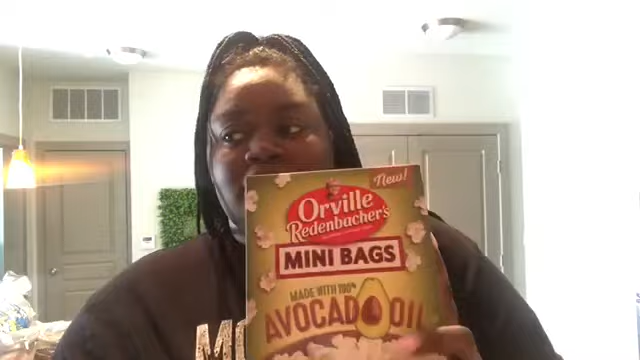 New!
Orville
Redenbacher's
MINI BAGS
MADE WITH 100%
AVOCADO OIL